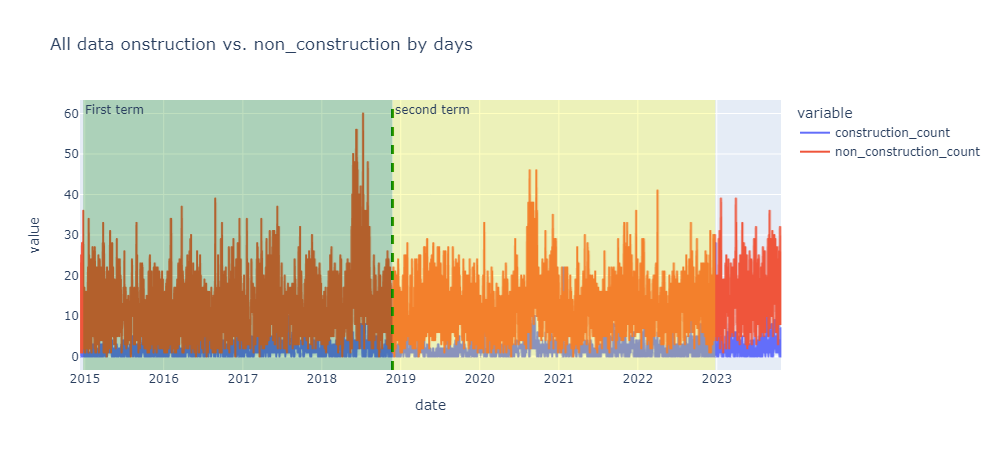 All data onstruction vs. non_construction by days
First term
second term
variable
construction_count
non_construction_count
value
60
50
40
30
20
10
0
2015 2016 2017 2018 2019 2020 2021 2022 2023
date